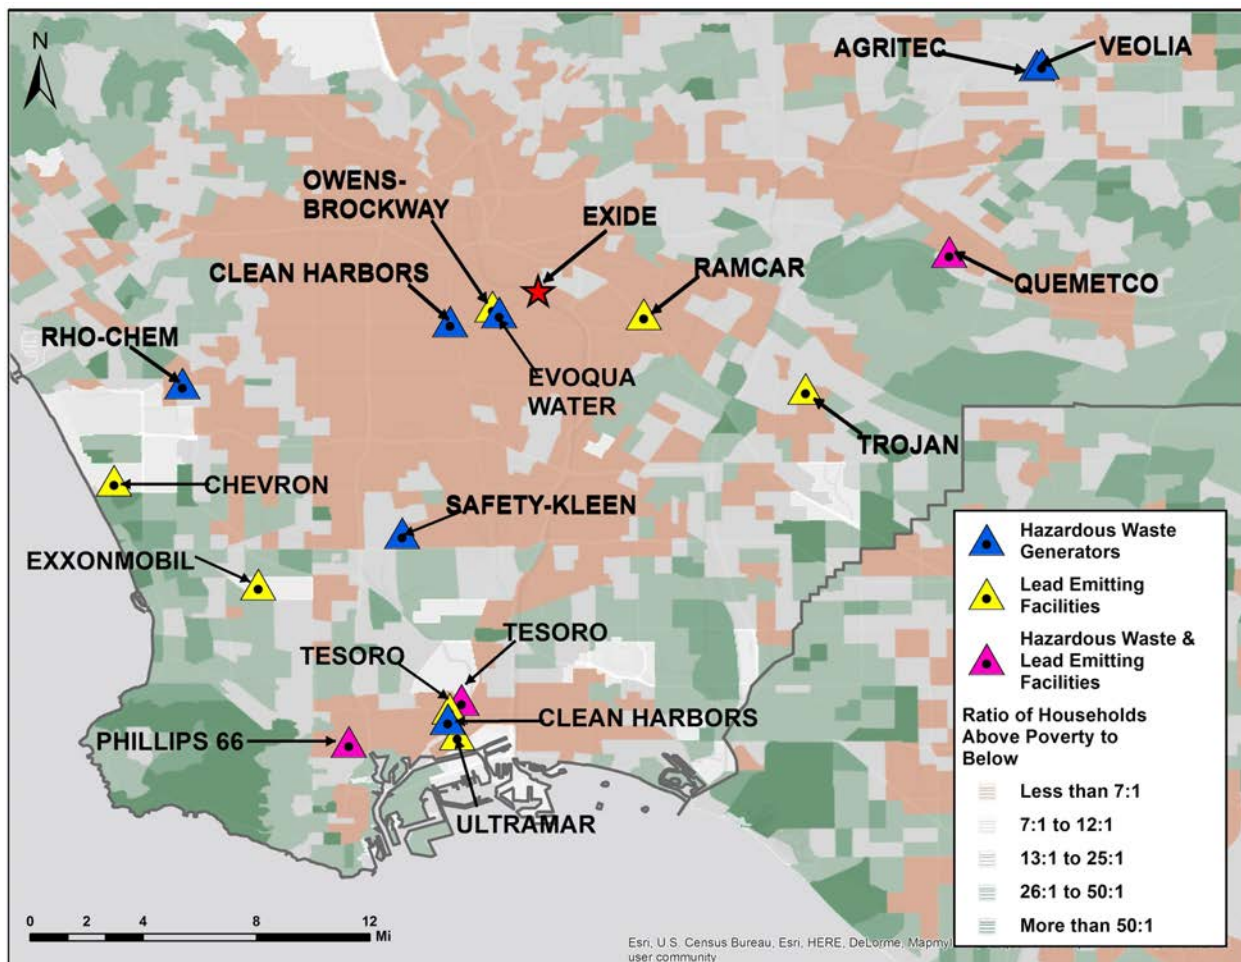 N
AGRITEC
VEOLIA
OWENS-
BROCKWAY
EXIDE
CLEAN HARBORS
RAMCAR
QUEMETCO
RHO-CHEM
EVOQUA
WATER
TROJAN
CHEVRON
SAFETY-KLEEN
EXXONMOBIL
TESORO
TESORO
CLEAN HARBORS
PHILLIPS 66
ULTRAMAR
Hazardous Waste
Generators
Lead Emitting
Facilities
Hazardous Waste &
Lead Emitting
Facilities
Ratio of Households
Above Poverty to
Below
Less than 7:1
7:1 to 12:1
13:1 to 25:1
26:1 to 50:1
More than 50:1
0 2 4 8 12
Mi
Esri, U.S. Census Bureau, Esri, HERE, DeLorme, MapmyI
user community